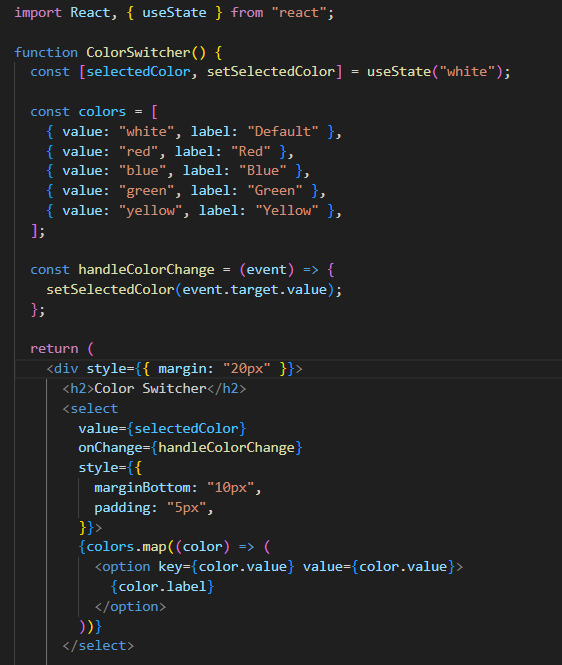 import React, { useState } from "react";
function ColorSwitcher() {
const [selectedColor, setSelectedColor] = useState("white");
const colors = [
{ value: "white", label: "Default" },
{ value: "red", label: "Red" },
{ value: "blue", label: "Blue" },
{ value: "green", label: "Green" },
{ value: "yellow", label: "Yellow" },
];
const handleColorChange = (event) => {
setSelectedColor(event.target.value);
};
return (
<div style={{ margin: "20px" }}>
<h2>Color Switcher</h2>
<select
value={selectedColor}
onChange={handleColorChange}
style={{
marginBottom: "10px",
padding: "5px",
}}>
{colors.map((color) => (
<option key={color.value} value={color.value}>
{color.label}
</option>
))}
</select>